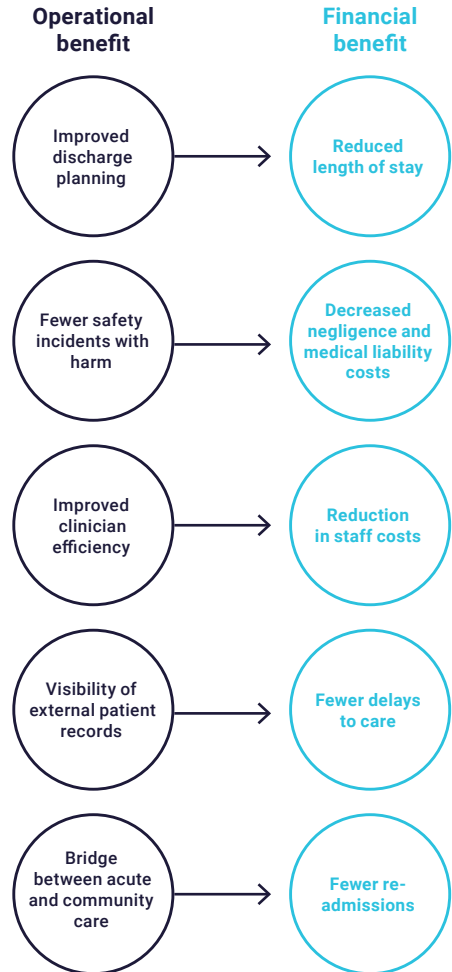 Operational
benefit
Financial
benefit
Improved
discharge
planning
Reduced
length of stay
Fewer safety
incidents with
harm
Decreased
negligence and
medical liability
costs
Improved
clinician
efficiency
Reduction
in staff costs
Visibility of
external patient
records
Fewer delays
to care
Bridge
between acute
and community
care
Fewer re-
admissions